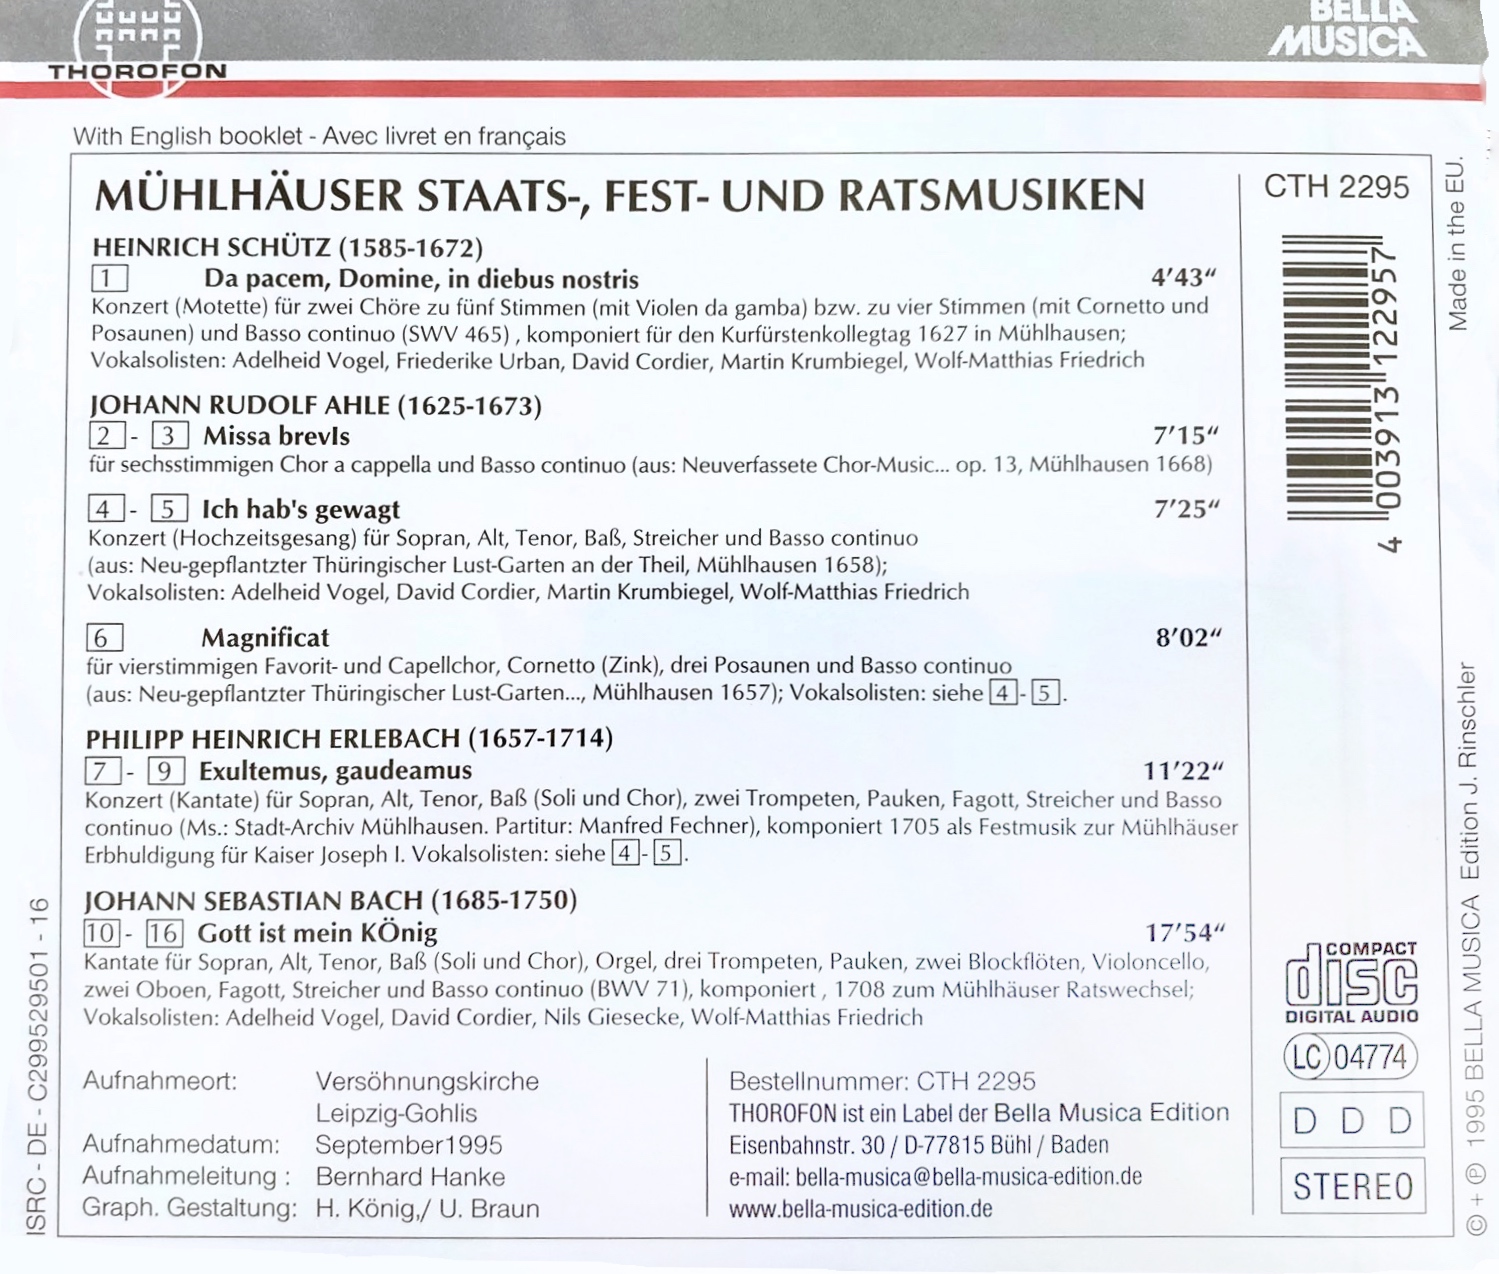 THOROFON
BELLA
MUSICA
With English booklet - Avec livret en français
MÜHLHÄUSER STAATS-, FEST- UND RATSMUSIKEN
HEINRICH SCHÜTZ (1585-1672)
1 Da pacem, Domine, in diebus nostris 4’43“
Konzert (Motette) für zwei Chöre zu fünf Stimmen (mit Violen da gamba) bzw. zu vier Stimmen (mit Cornetto und
Posaunen) und Basso continuo (SWV 465) , komponiert für den Kurfürstenkollegtag 1627 in Mühlhausen;
Vokalsolisten: Adelheid Vogel, Friederike Urban, David Cordier, Martin Krumbiegel, Wolf-Matthias Friedrich
JOHANN RUDOLF AHLE (1625-1673)
2 - 3 Missa brevIs 7’15“
für sechsstimmigen Chor a cappella und Basso continuo (aus: Neuverfassete Chor-Music... op. 13, Mühlhausen 1668)
4 - 5 Ich hab's gewagt 7’25“
Konzert (Hochzeitsgesang) für Sopran, Alt, Tenor, Baß, Streicher und Basso continuo
(aus: Neu-gepflantzter Thüringischer Lust-Garten an der Theil, Mühlhausen 1658);
Vokalsolisten: Adelheid Vogel, David Cordier, Martin Krumbiegel, Wolf-Matthias Friedrich
6 Magnificat 8’02“
für vierstimmigen Favorit- und Capellchor, Cornetto (Zink), drei Posaunen und Basso continuo
(aus: Neu-gepflantzter Thüringischer Lust-Garten..., Mühlhausen 1657); Vokalsolisten: siehe 4 - 5.
PHILIPP HEINRICH ERLEBACH (1657-1714)
7 - 9 Exultemus, gaudeamus 11’22“
Konzert (Kantate) für Sopran, Alt, Tenor, Baß (Soli und Chor), zwei Trompeten, Pauken, Fagott, Streicher und Basso
continuo (Ms.: Stadt-Archiv Mühlhausen. Partitur: Manfred Fechner), komponiert 1705 als Festmusik zur Mühlhäuser
Erbhuldigung für Kaiser Joseph I. Vokalsolisten: siehe 4 - 5.
JOHANN SEBASTIAN BACH (1685-1750)
10 - 16 Gott ist mein KÖnig 17’54“
Kantate für Sopran, Alt, Tenor, Baß (Soli und Chor), Orgel, drei Trompeten, Pauken, zwei Blockflöten, Violoncello,
zwei Oboen, Fagott, Streicher und Basso continuo (BWV 71), komponiert , 1708 zum Mühlhäuser Ratswechsel;
Vokalsolisten: Adelheid Vogel, David Cordier, Nils Giesecke, Wolf-Matthias Friedrich
Aufnahmeort: Versöhnungskirche
Leipzig-Gohlis
Aufnahmedatum: September1995
Aufnahmeleitung : Bernhard Hanke
Graph. Gestaltung: H. König,/ U. Braun
Bestellnummer: CTH 2295
THOROFON ist ein Label der Bella Musica Edition
Eisenbahnstr. 30 / D-77815 Bühl / Baden
e-mail: bella-musica@bella-musica-edition.de
www.bella-musica-edition.de
CTH 2295
4 003913 122957
COMPACT
disc
DIGITAL AUDIO
LC 04774
D D D
STEREO
Made in the EU.
© + ℗ 1995 BELLA MUSICA Edition J. Rinschler
ISRC - DE - C299529501 - 16